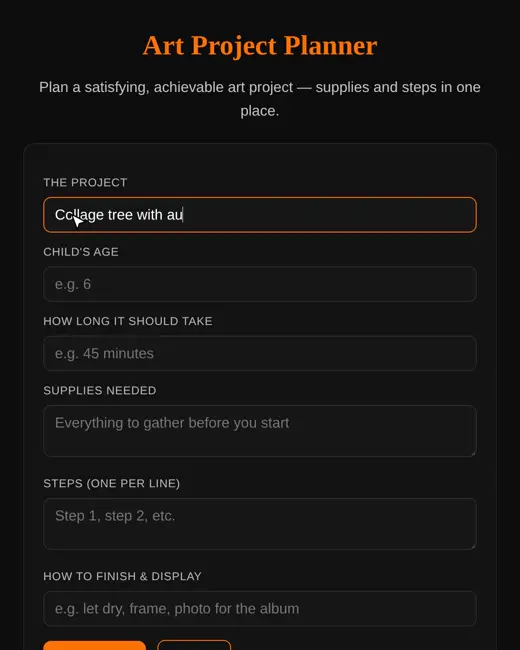 Art Project Planner
Plan a satisfying, achievable art project — supplies and steps in one
place.
THE PROJECT
Collage tree with au
CHILD'S AGE
e.g. 6
HOW LONG IT SHOULD TAKE
e.g. 45 minutes
SUPPLIES NEEDED
Everything to gather before you start
STEPS (ONE PER LINE)
Step 1, step 2, etc.
HOW TO FINISH & DISPLAY
e.g. let dry, frame, photo for the album